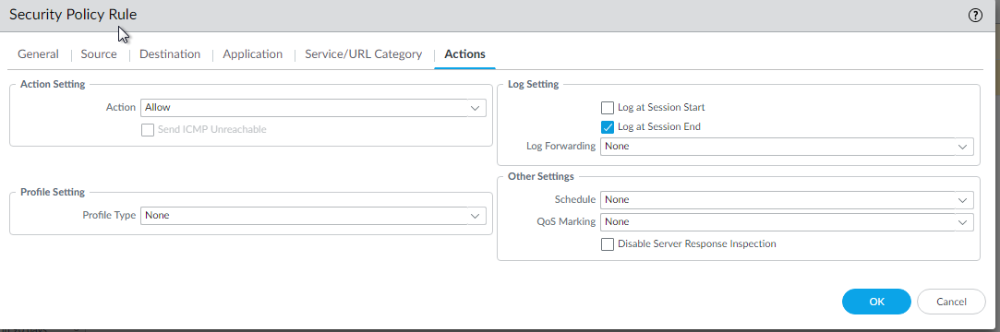 Security Policy Rule
General Source Destination Application Service/URL Category Actions
Action Setting
Action Allow
Send ICMP Unreachable
Profile Setting
Profile Type None
Log Setting
Log at Session Start
Log at Session End
Log Forwarding None
Other Settings
Schedule None
QoS Marking None
Disable Server Response Inspection
OK Cancel